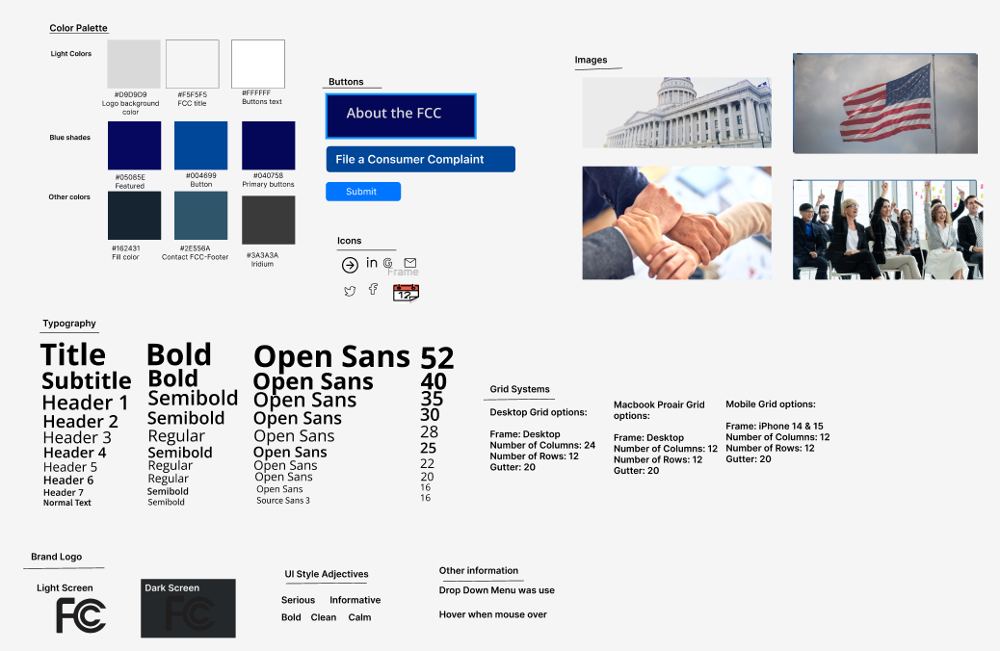 Color Palette
Light Colors
#D9D9D9
Logo background
color
#F5F5F5
FCC title
#FFFFFF
Buttons text
Blue shades
#05085E
Featured
#004699
Button
#040758
Primary buttons
Other colors
#162431
Fill color
#2E556A
Contact FCC-Footer
#3A3A3A
Iridium
Buttons
About the FCC
File a Consumer Complaint
Submit
Icons
in
G
Frame
f
12
Images
Typography
Title Bold Open Sans 52
Subtitle Bold Open Sans 40
Header 1 Semibold Open Sans 35
Header 2 Semibold Open Sans 30
Header 3 Regular Open Sans 28
Header 4 Semibold Open Sans 25
Header 5 Regular Open Sans 22
Header 6 Regular Open Sans 20
Header 7 Semibold Open Sans 16
Normal Text Semibold Source Sans 3 16
Grid Systems
Desktop Grid options:
Frame: Desktop
Number of Columns: 24
Number of Rows: 12
Gutter: 20
Macbook Proair Grid
options:
Frame: Desktop
Number of Columns: 12
Number of Rows: 12
Gutter: 20
Mobile Grid options:
Frame: iPhone 14 & 15
Number of Columns: 12
Number of Rows: 12
Gutter: 20
Brand Logo
Light Screen
FCC
Dark Screen
FCC
UI Style Adjectives
Serious Informative
Bold Clean Calm
Other information
Drop Down Menu was use
Hover when mouse over